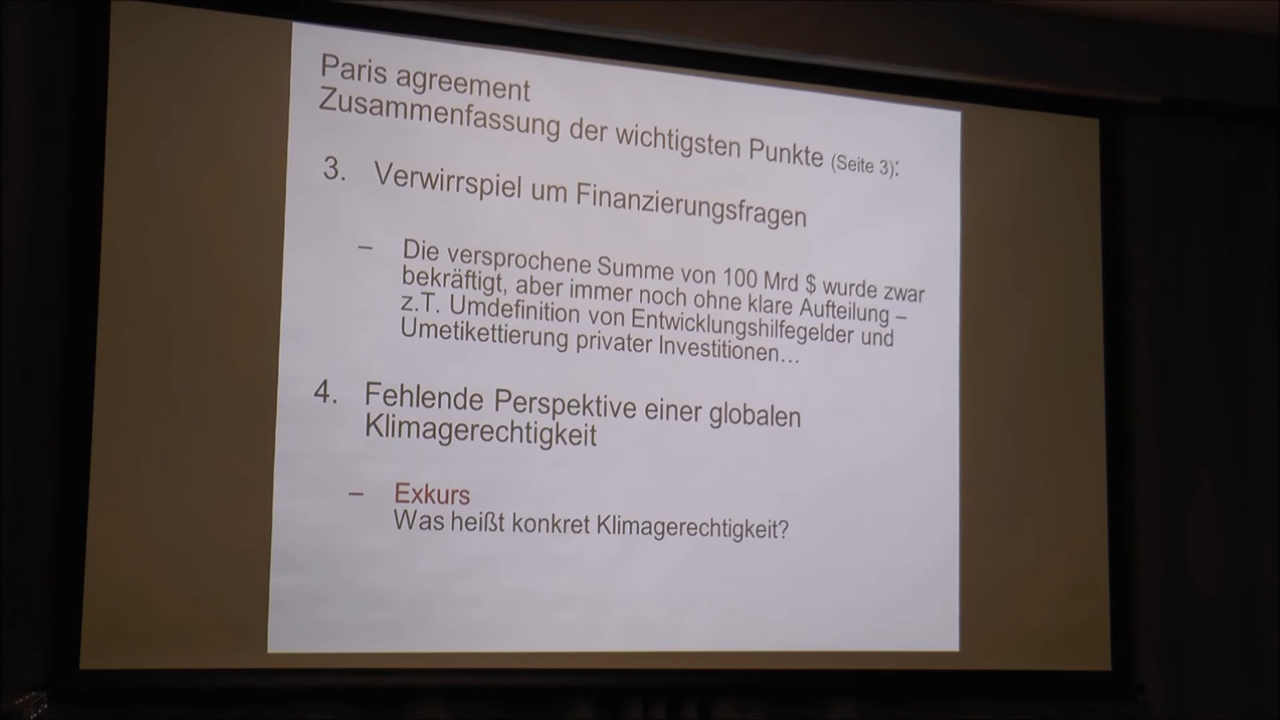 Paris agreement
Zusammenfassung der wichtigsten Punkte (Seite 3):
3. Verwirrspiel um Finanzierungsfragen
– Die versprochene Summe von 100 Mrd $ wurde zwar
bekräftigt, aber immer noch ohne klare Aufteilung –
z.T. Umdefinition von Entwicklungshilfegelder und
Umetikettierung privater Investitionen…
4. Fehlende Perspektive einer globalen
Klimagerechtigkeit
– Exkurs
Was heißt konkret Klimagerechtigkeit?